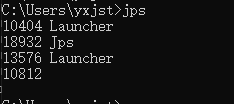 C:\Users\yxjst>jps
10404 Launcher
18932 Jps
13576 Launcher
10812